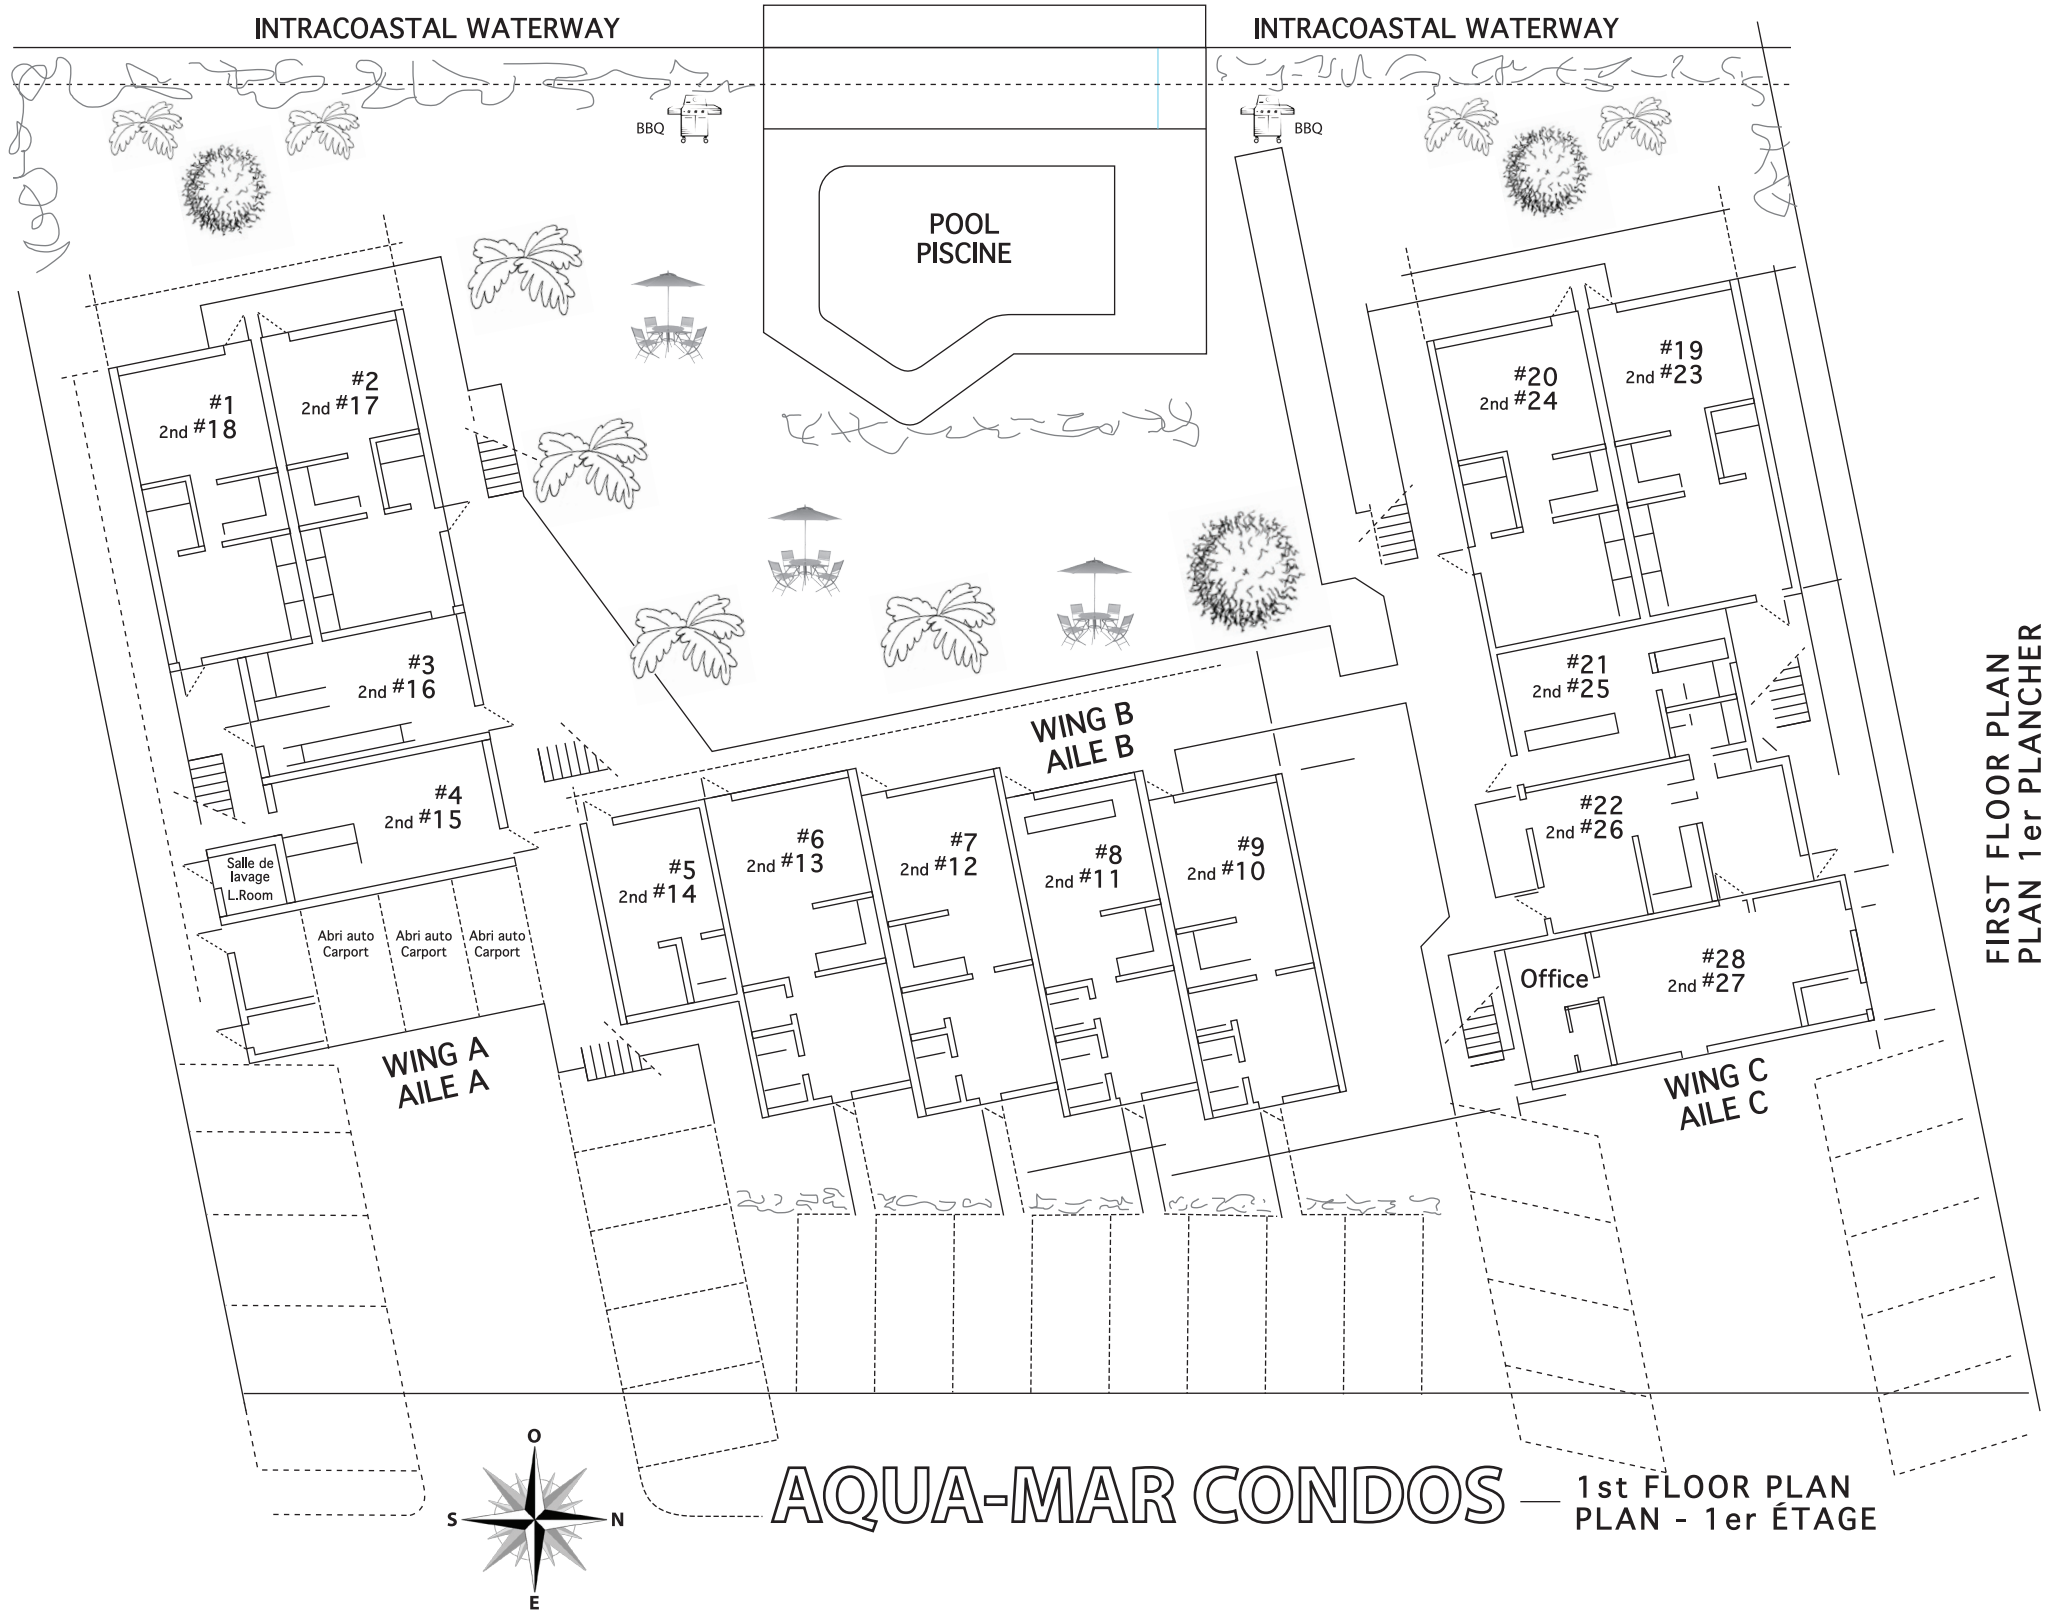 INTRACOASTAL WATERWAY
INTRACOASTAL WATERWAY
BBQ
BBQ
POOL
PISCINE
#1
2nd #18
#2
2nd #17
#3
2nd #16
#4
2nd #15
Salle de
lavage
L.Room
Abri auto
Carport
Abri auto
Carport
Abri auto
Carport
WING A
AILE A
WING B
AILE B
#5
2nd #14
#6
2nd #13
#7
2nd #12
#8
2nd #11
#9
2nd #10
#20
2nd #24
#19
2nd #23
#21
2nd #25
#22
2nd #26
Office
#28
2nd #27
WING C
AILE C
FIRST FLOOR PLAN
PLAN 1er PLANCHER
O
S
N
E
AQUA-MAR CONDOS
1st FLOOR PLAN
PLAN - 1er ÉTAGE